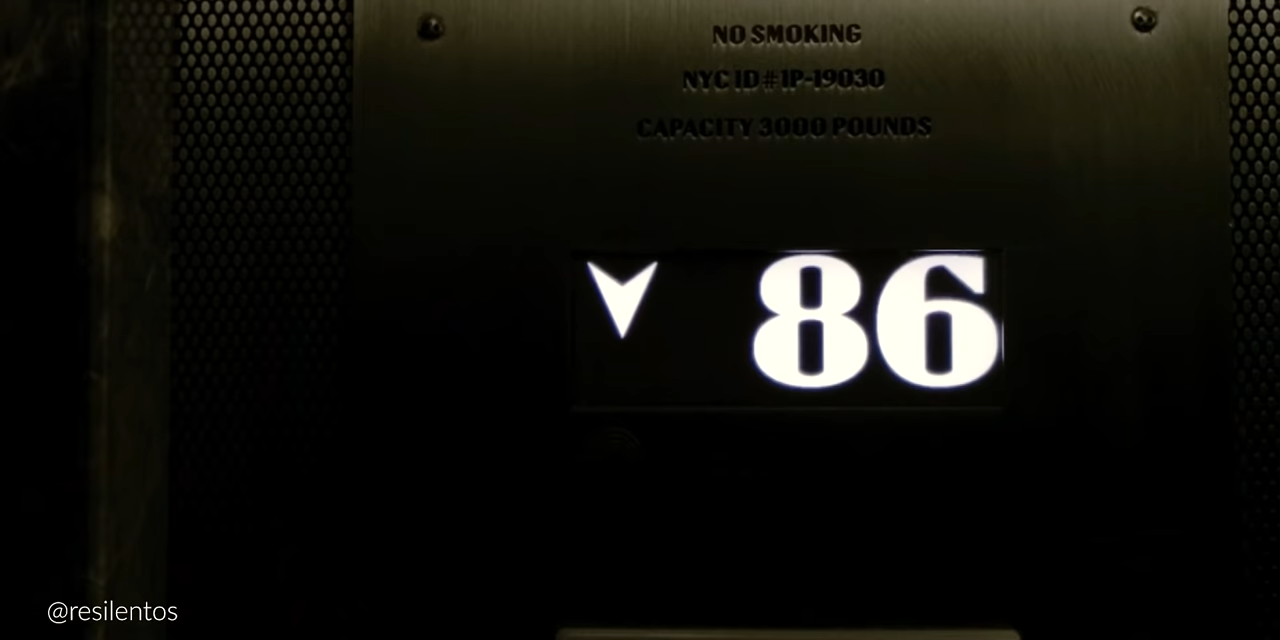 NO SMOKING
NYC ID#1P-19030
CAPACITY 3000 POUNDS
86
@resilentos